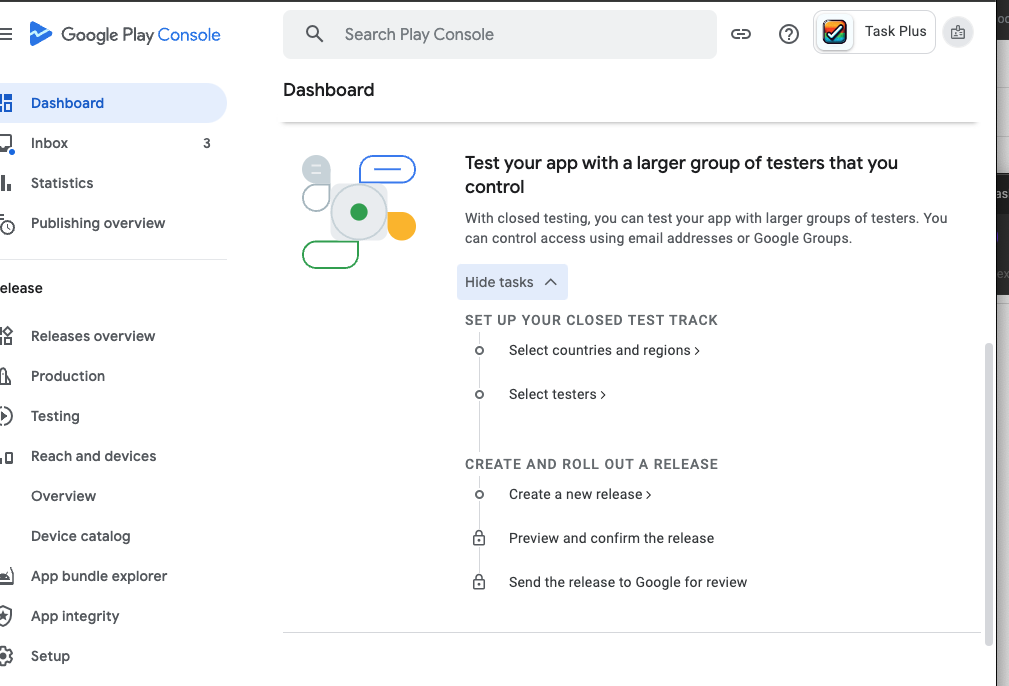 Google Play Console
Search Play Console
Task Plus
Dashboard
Inbox
3
Statistics
Publishing overview
elease
Releases overview
Production
Testing
Reach and devices
Overview
Device catalog
App bundle explorer
App integrity
Setup
Dashboard
Test your app with a larger group of testers that you
control
With closed testing, you can test your app with larger groups of testers. You
can control access using email addresses or Google Groups.
Hide tasks
SET UP YOUR CLOSED TEST TRACK
Select countries and regions
Select testers
CREATE AND ROLL OUT A RELEASE
Create a new release
Preview and confirm the release
Send the release to Google for review